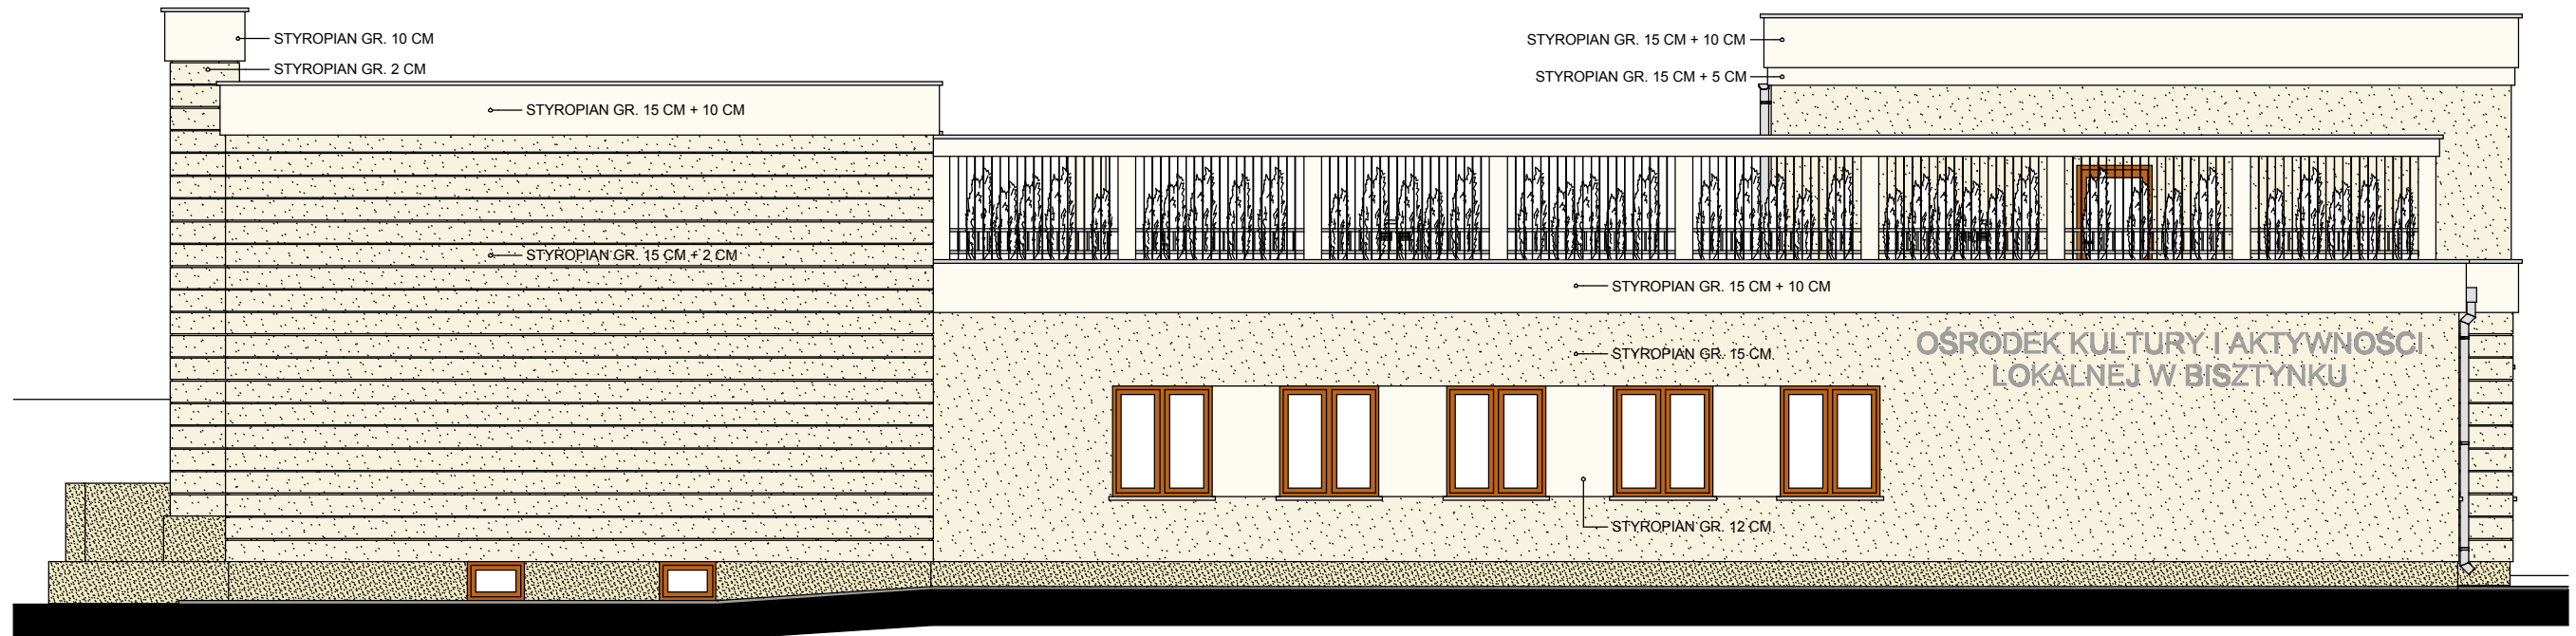 STYROPIAN GR. 10 CM
STYROPIAN GR. 15 CM + 10 CM
STYROPIAN GR. 2 CM
STYROPIAN GR. 15 CM + 5 CM
STYROPIAN GR. 15 CM + 10 CM
STYROPIAN GR. 15 CM + 2 CM
STYROPIAN GR. 15 CM + 10 CM
STYROPIAN GR. 15 CM
OŚRODEK KULTURY I AKTYWNOŚCI
LOKALNEJ W BISZTYNKU
STYROPIAN GR. 12 CM